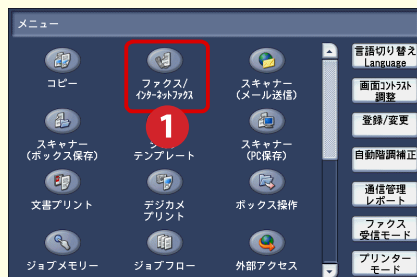 メニュー
コピー
ファクス/
インターネットファクス
スキャナー
(メール送信)
スキャナー
(ボックス保存)
1
テンプレート
スキャナー
(PC保存)
文書プリント
デジカメ
プリント
ボックス操作
ジョブメモリー
ジョブフロー
外部アクセス
言語切り替え
Language
画面コントラスト
調整
登録/変更
自動階調補正
通信管理
レポート
ファクス
受信モード
プリンター
モード